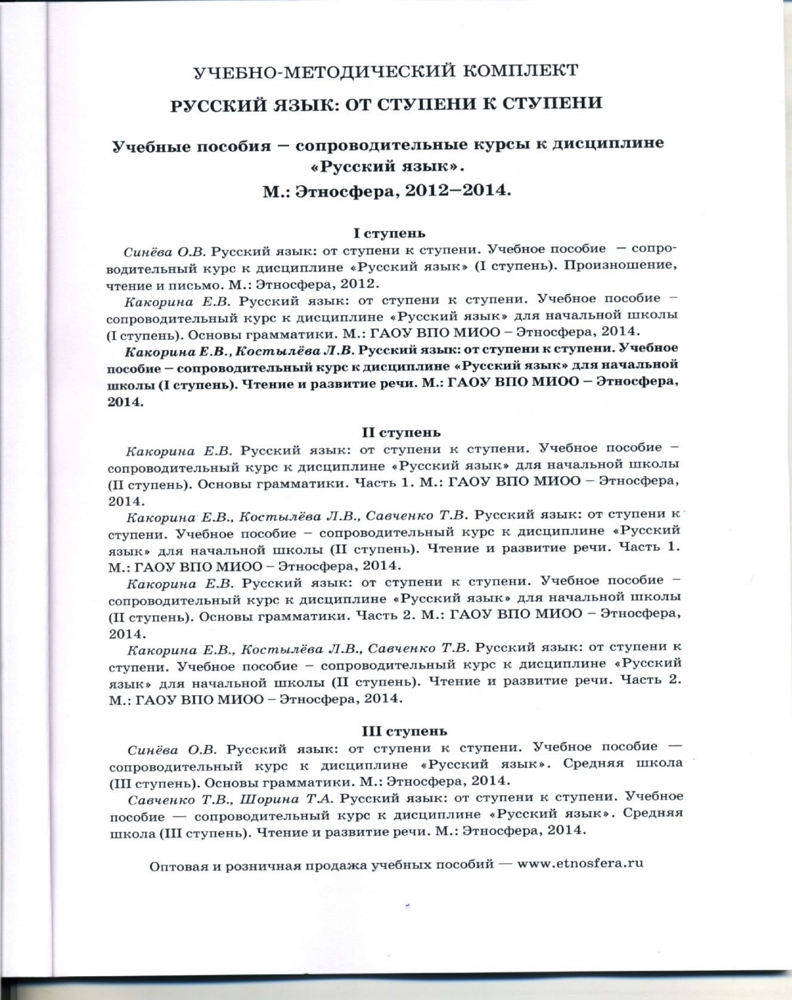 УЧЕБНО-МЕТОДИЧЕСКИЙ КОМПЛЕКТ
РУССКИЙ ЯЗЫК: ОТ СТУПЕНИ К СТУПЕНИ
Учебные пособия — сопроводительные курсы к дисциплине
«Русский язык».
М.: Этносфера, 2012—2014.
I ступень
Синёва О.В. Русский язык: от ступени к ступени. Учебное пособие — сопро-
водительный курс к дисциплине «Русский язык» (I ступень). Произношение,
чтение и письмо. М.: Этносфера, 2012.
Какорина Е.В. Русский язык: от ступени к ступени. Учебное пособие –
сопроводительный курс к дисциплине «Русский язык» для начальной школы
(I ступень). Основы грамматики. М.: ГАОУ ВПО МИОО – Этносфера, 2014.
Какорина Е.В., Костылёва Л.В. Русский язык: от ступени к ступени. Учебное
пособие – сопроводительный курс к дисциплине «Русский язык» для начальной
школы (I ступень). Чтение и развитие речи. М.: ГАОУ ВПО МИОО – Этносфера,
2014.
II ступень
Какорина Е.В. Русский язык: от ступени к ступени. Учебное пособие –
сопроводительный курс к дисциплине «Русский язык» для начальной школы
(II ступень). Основы грамматики. Часть 1. М.: ГАОУ ВПО МИОО – Этносфера,
2014.
Какорина Е.В., Костылёва Л.В., Савченко Т.В. Русский язык: от ступени к
ступени. Учебное пособие – сопроводительный курс к дисциплине «Русский
язык» для начальной школы (II ступень). Чтение и развитие речи. Часть 1.
М.: ГАОУ ВПО МИОО – Этносфера, 2014.
Какорина Е.В. Русский язык: от ступени к ступени. Учебное пособие –
сопроводительный курс к дисциплине «Русский язык» для начальной школы
(II ступень). Основы грамматики. Часть 2. М.: ГАОУ ВПО МИОО – Этносфера,
2014.
Какорина Е.В., Костылёва Л.В., Савченко Т.В. Русский язык: от ступени к
ступени. Учебное пособие – сопроводительный курс к дисциплине «Русский
язык» для начальной школы (II ступень). Чтение и развитие речи. Часть 2.
М.: ГАОУ ВПО МИОО – Этносфера, 2014.
III ступень
Синёва О.В. Русский язык: от ступени к ступени. Учебное пособие —
сопроводительный курс к дисциплине «Русский язык». Средняя школа
(III ступень). Основы грамматики. М.: Этносфера, 2014.
Савченко Т.В., Шорина Т.А. Русский язык: от ступени к ступени. Учебное
пособие — сопроводительный курс к дисциплине «Русский язык». Средняя
школа (III ступень). Чтение и развитие речи. М.: Этносфера, 2014.
Оптовая и розничная продажа учебных пособий — www.etnosfera.ru